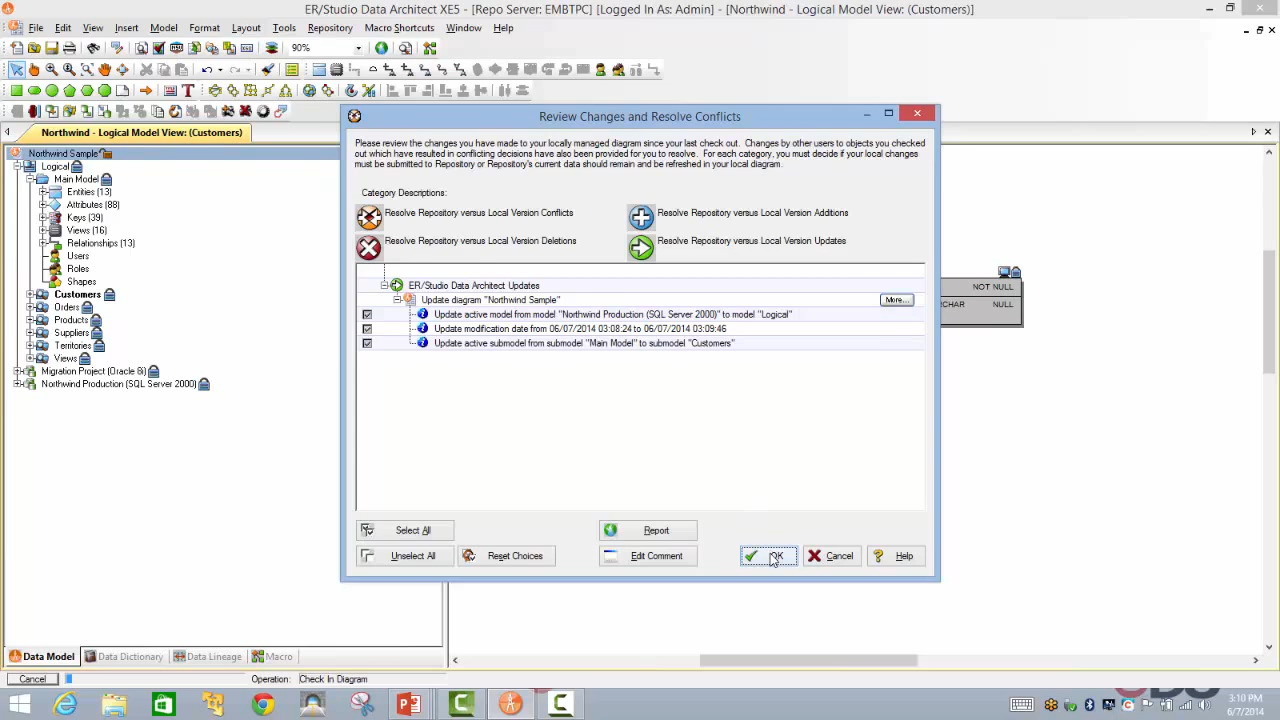 ER/Studio Data Architect XE5 - [Repo Server: EMBTPC] [Logged In As: Admin] - [Northwind - Logical Model View: (Customers)]
File Edit View Insert Model Format Layout Tools Repository Macro Shortcuts Window Help
90%
Northwind - Logical Model View: (Customers)
Northwind Sample*
Logical
Main Model
Entities (13)
Attributes (88)
Keys (39)
Views (16)
Relationships (13)
Users
Roles
Shapes
Customers
Orders
Products
Suppliers
Territories
Views
Migration Project (Oracle 8i)
Northwind Production (SQL Server 2000)
Review Changes and Resolve Conflicts
Please review the changes you have made to your locally managed diagram since your last check out. Changes by other users to objects you checked
out which have resulted in conflicting decisions have also been provided for you to resolve. For each category, you must decide if your local changes
must be submitted to Repository or Repository's current data should remain and be refreshed in your local diagram.
Category Descriptions:
Resolve Repository versus Local Version Conflicts
Resolve Repository versus Local Version Additions
Resolve Repository versus Local Version Deletions
Resolve Repository versus Local Version Updates
ER/Studio Data Architect Updates
Update diagram "Northwind Sample"
More...
Update active model from model "Northwind Production (SQL Server 2000)" to model "Logical"
Update modification date from 06/07/2014 03:08:24 to 06/07/2014 03:09:46
Update active submodel from submodel "Main Model" to submodel "Customers"
Select All
Report
Unselect All
Reset Choices
Edit Comment
OK
Cancel
Help
NOT NULL
NULL
Data Model
Data Dictionary
Data Lineage
Macro
Cancel
Operation:
Check In Diagram
3:10 PM
6/7/2014